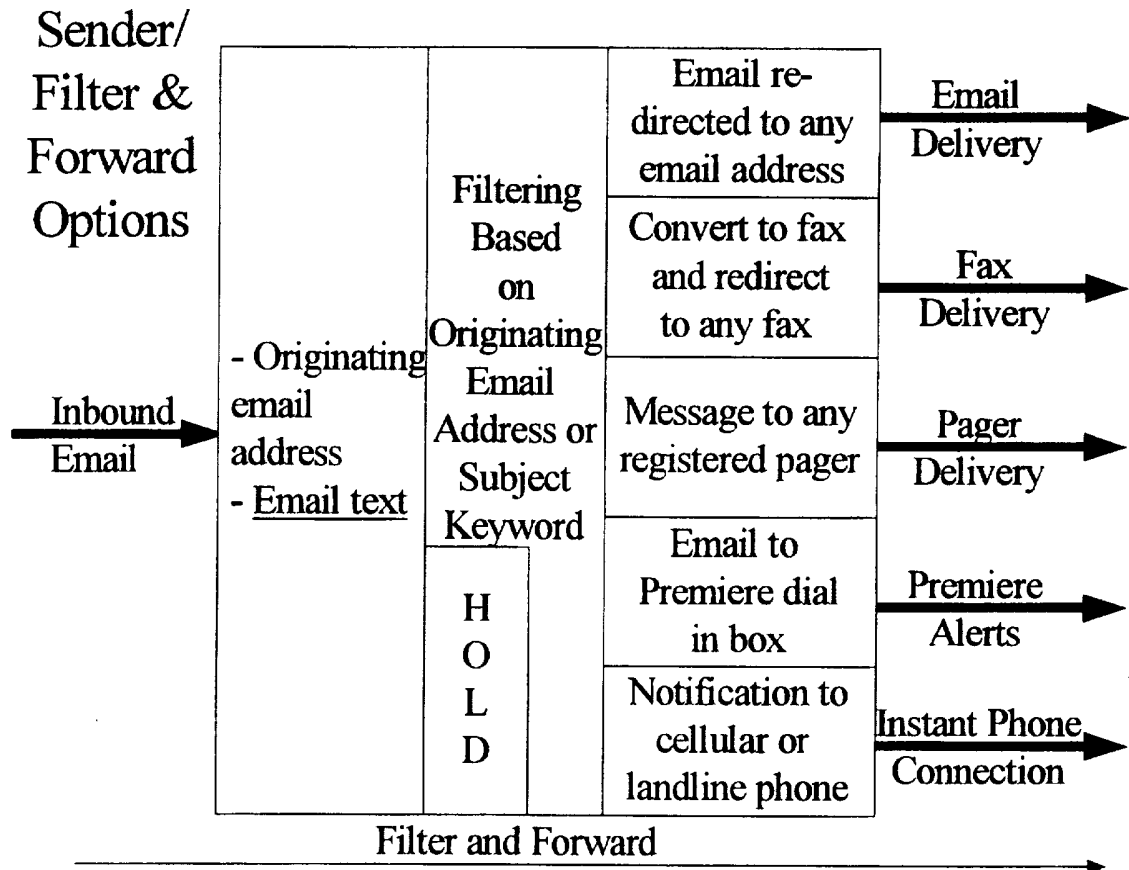 Sender/
Filter &
Forward
Options
Inbound
Email
- Originating
email
address
- Email text
Filtering
Based
on
Originating
Email
Address or
Subject
Keyword
H
O
L
D
Email re-
directed to any
email address
Convert to fax
and redirect
to any fax
Message to any
registered pager
Email to
Premiere dial
in box
Notification to
cellular or
landline phone
Email
Delivery
Fax
Delivery
Pager
Delivery
Premiere
Alerts
Instant Phone
Connection
Filter and Forward